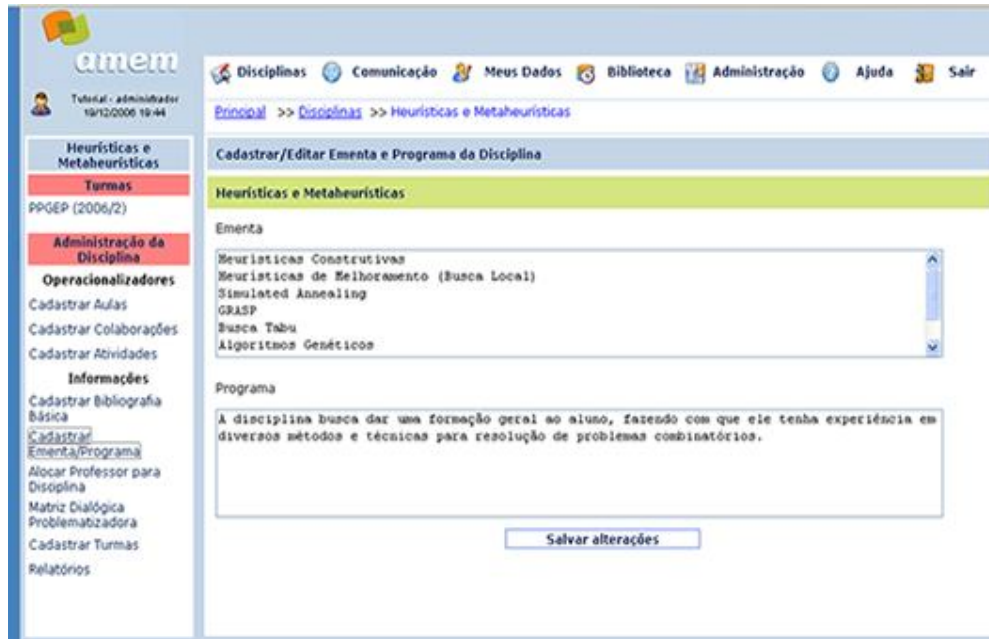 amem
Tutorial - administrador
19/12/2006 19:44
Disciplinas Comunicação Meus Dados Biblioteca Administração Ajuda Sair
Principal >> Disciplinas >> Heurísticas e Metaheurísticas
Heurísticas e
Metaheurísticas
Turmas
PPGEP (2006/2)
Administração da
Disciplina
Operacionalizadores
Cadastrar Aulas
Cadastrar Colaborações
Cadastrar Atividades
Informações
Cadastrar Bibliografia
Básica
Cadastrar
Ementa/Programa
Alocar Professor para
Disciplina
Matriz Dialógica
Problematizadora
Cadastrar Turmas
Relatórios
Cadastrar/Editar Ementa e Programa da Disciplina
Heurísticas e Metaheurísticas
Ementa
Heurísticas Construtivas
Heurísticas de Melhoramento (Busca Local)
Simulated Annealing
GRASP
Busca Tabu
Algoritmos Genéticos
Programa
A disciplina busca dar uma formação geral ao aluno, fazendo com que ele tenha experiência em
diversos métodos e técnicas para resolução de problemas combinatórios.
Salvar alterações